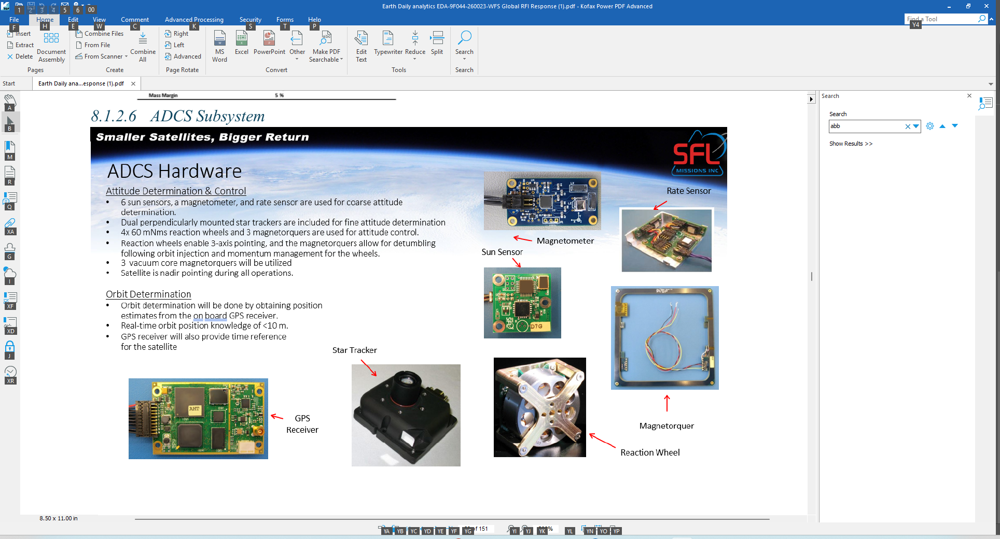 Earth Daily analytics EDA-9F044-260023-WFS Global RFI Response (1).pdf - Kofax Power PDF Advanced
1 2 3 4 5 6 00
File Home Edit View Comment Advanced Processing Security Forms Help
Find a Tool
F H E W C K S T P Y4
Insert
Extract
Delete
Document Assembly
Pages
Combine Files
From File
From Scanner
Combine All
Create
Right
Left
Advanced
Page Rotate
MS Word
Excel
PowerPoint
Other
Make PDF Searchable
Convert
Edit Text
Typewriter
Reduce
Split
Tools
Search
Search
Start
Earth Daily ana...esponse (1).pdf
A
B
M
R
Q
XA
G
I
XF
XD
J
XR
Mass Margin 5 %
8.1.2.6 ADCS Subsystem
Smaller Satellites, Bigger Return
SFL
MISSIONS INC
ADCS Hardware
Attitude Determination & Control
• 6 sun sensors, a magnetometer, and rate sensor are used for coarse attitude
determination.
• Dual perpendicularly mounted star trackers are included for fine attitude determination
• 4x 60 mNms reaction wheels and 3 magnetorquers are used for attitude control.
• Reaction wheels enable 3-axis pointing, and the magnetorquers allow for detumbling
following orbit injection and momentum management for the wheels.
• 3 vacuum core magnetorquers will be utilized
• Satellite is nadir pointing during all operations.
Orbit Determination
• Orbit determination will be done by obtaining position
estimates from the on board GPS receiver.
• Real-time orbit position knowledge of <10 m.
• GPS receiver will also provide time reference
for the satellite
Rate Sensor
Magnetometer
Sun Sensor
D7G
Star Tracker
AHT
GPS
Receiver
Magnetorquer
Reaction Wheel
Search
Search
abb
Show Results >>
8.50 x 11.00 in
of 151
YA YB YC YD YE YF YG YI YJ YK YL YN YO YP